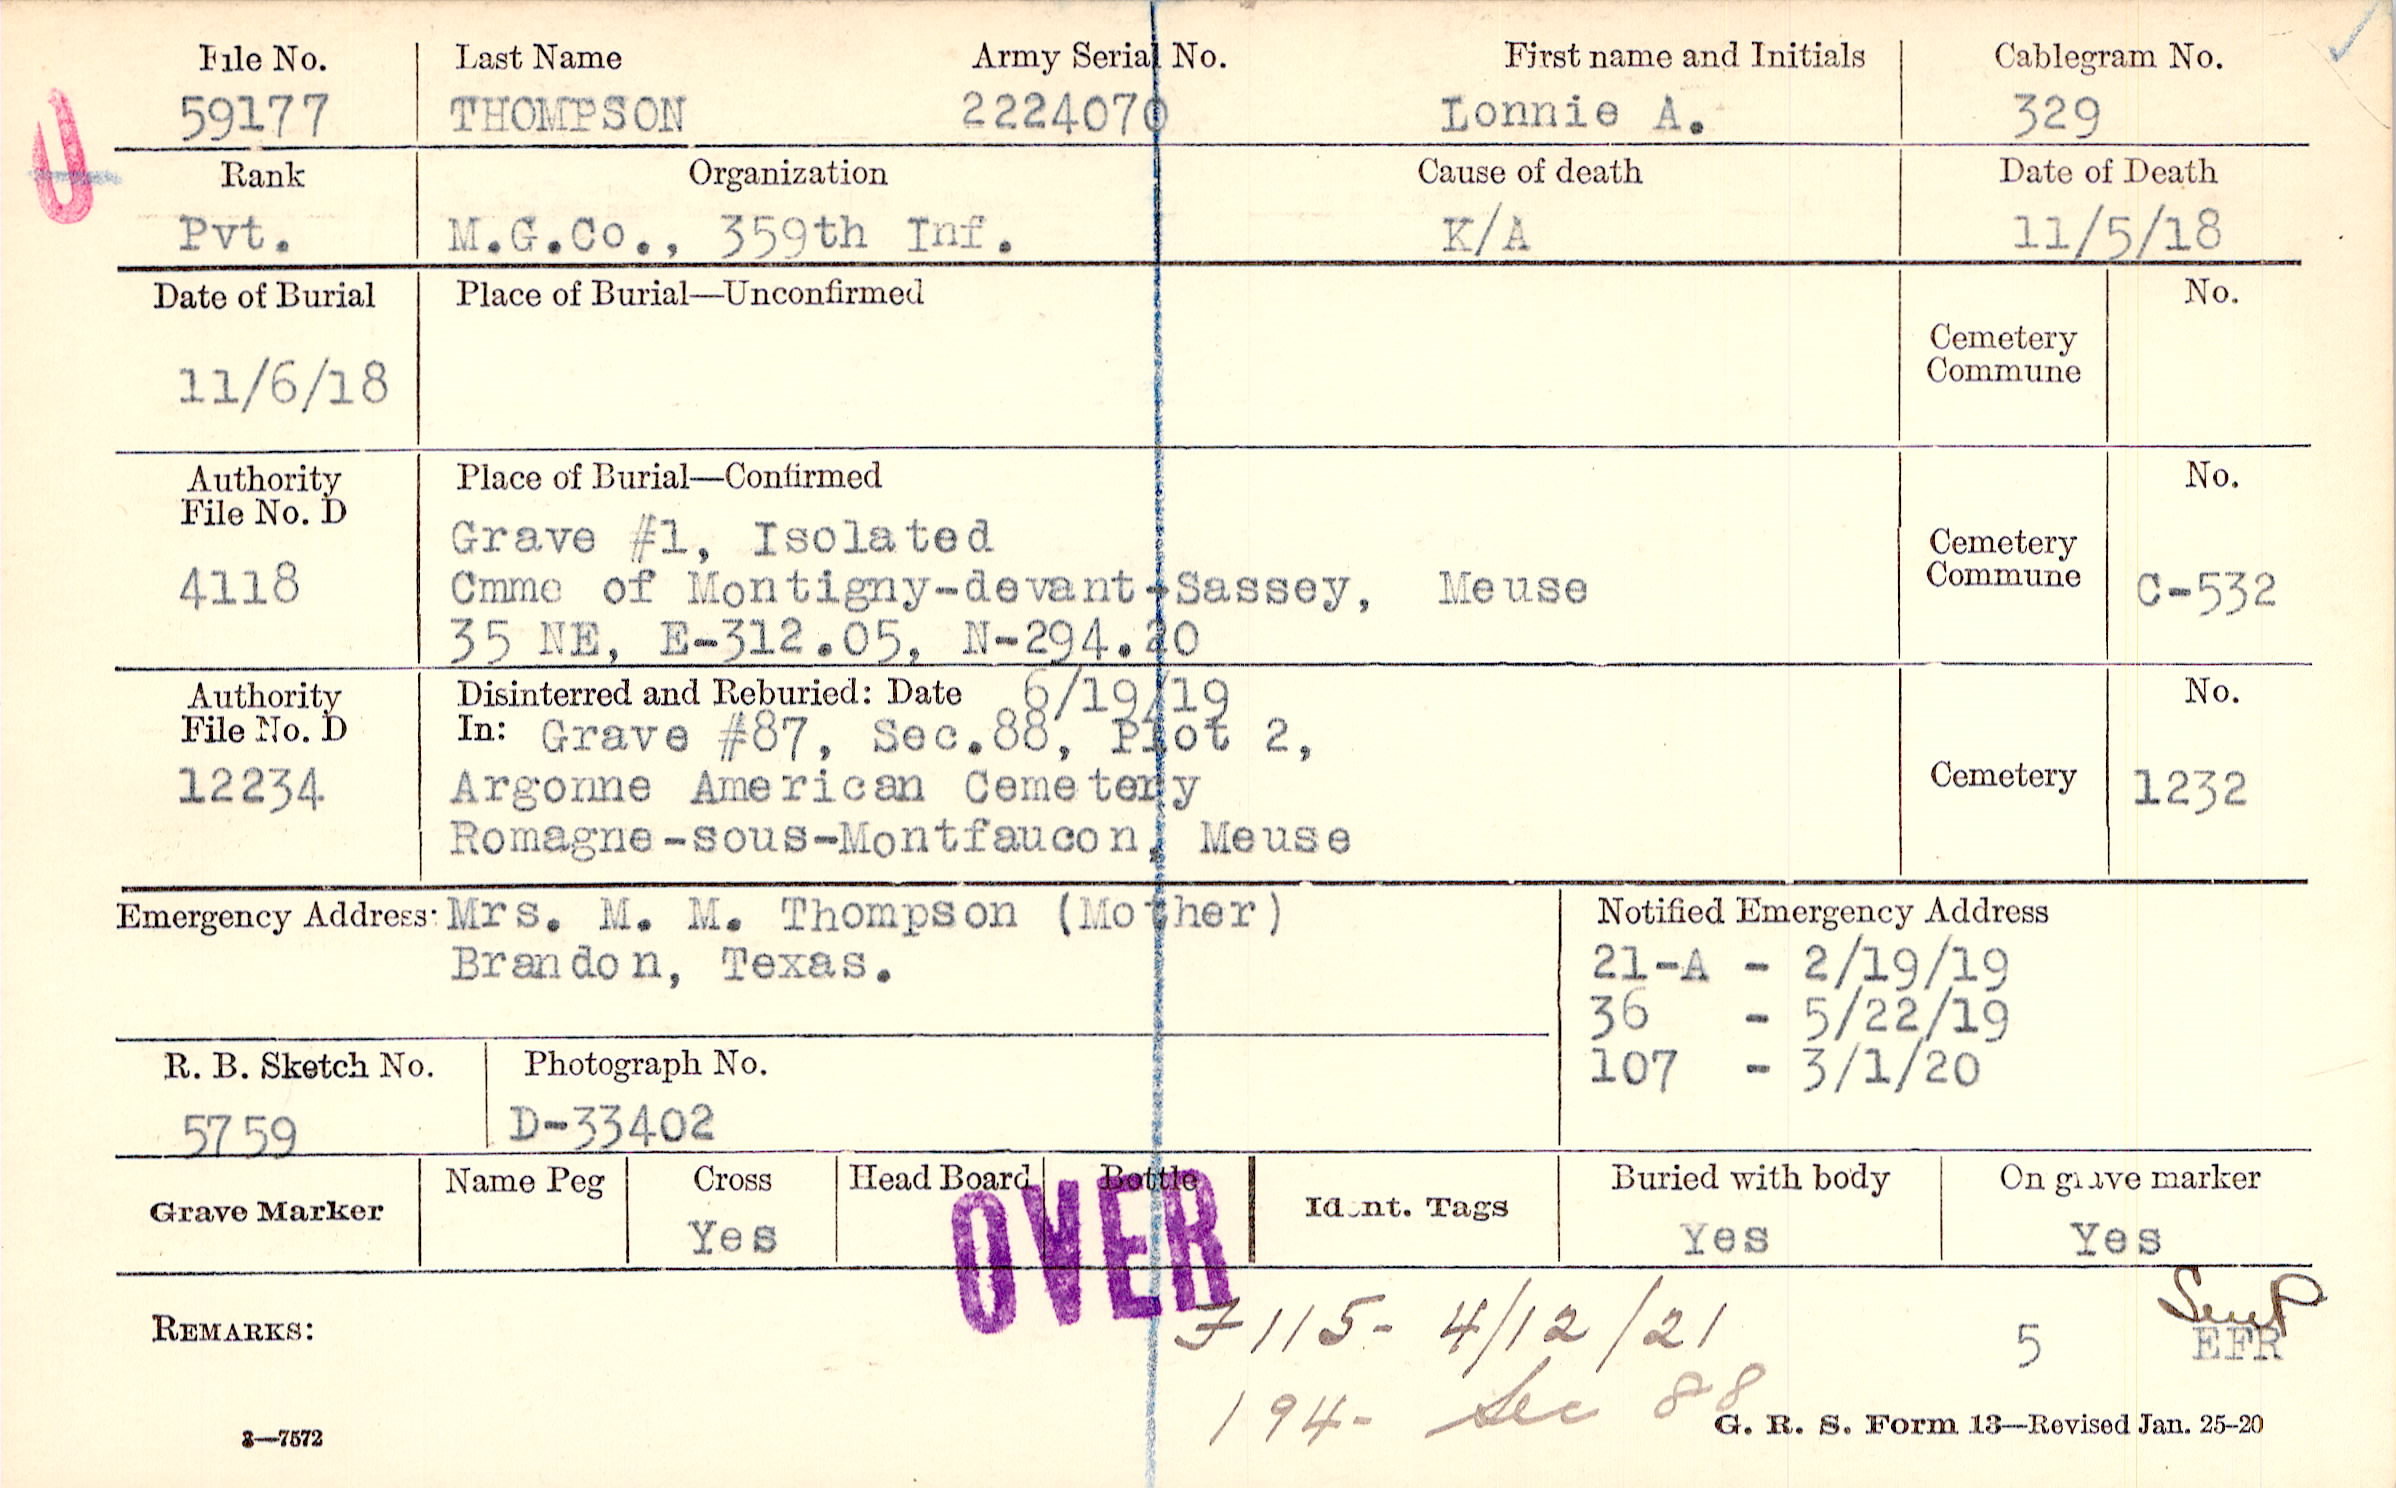 File No. Last Name Army Serial No. First name and Initials Cablegram No.
59177 THOMPSON 2224070 Lonnie A. 329
U
Rank Organization Cause of death Date of Death
Pvt. M.G.Co., 359th Inf. K/A 11/5/18
Date of Burial Place of Burial—Unconfirmed No.
Cemetery
Commune
11/6/18
Authority Place of Burial—Confirmed No.
File No. D
Grave #1, Isolated
Cemetery
4118 Cmme of Montigny-devant-Sassey, Meuse Commune C-532
35 NE, E-312.05, N-294.20
Authority Disinterred and Reburied: Date 6/19/19 No.
File No. D In: Grave #87, Sec.88, Plot 2,
12234 Argonne American Cemetery Cemetery 1232
Romagne-sous-Montfaucon, Meuse
Emergency Address: Mrs. M. M. Thompson (Mother) Notified Emergency Address
Brandon, Texas. 21-A - 2/19/19
36 - 5/22/19
R. B. Sketch No. Photograph No. 107 - 3/1/20
5759 D-33402
Grave Marker Name Peg Cross Head Board Bottle Ident. Tags Buried with body On grave marker
Yes Yes Yes
OVER
REMARKS: F 115- 4/12/21 5 EFR
194- Sec 88
3—7572 G. R. S. Form 13—Revised Jan. 25-20